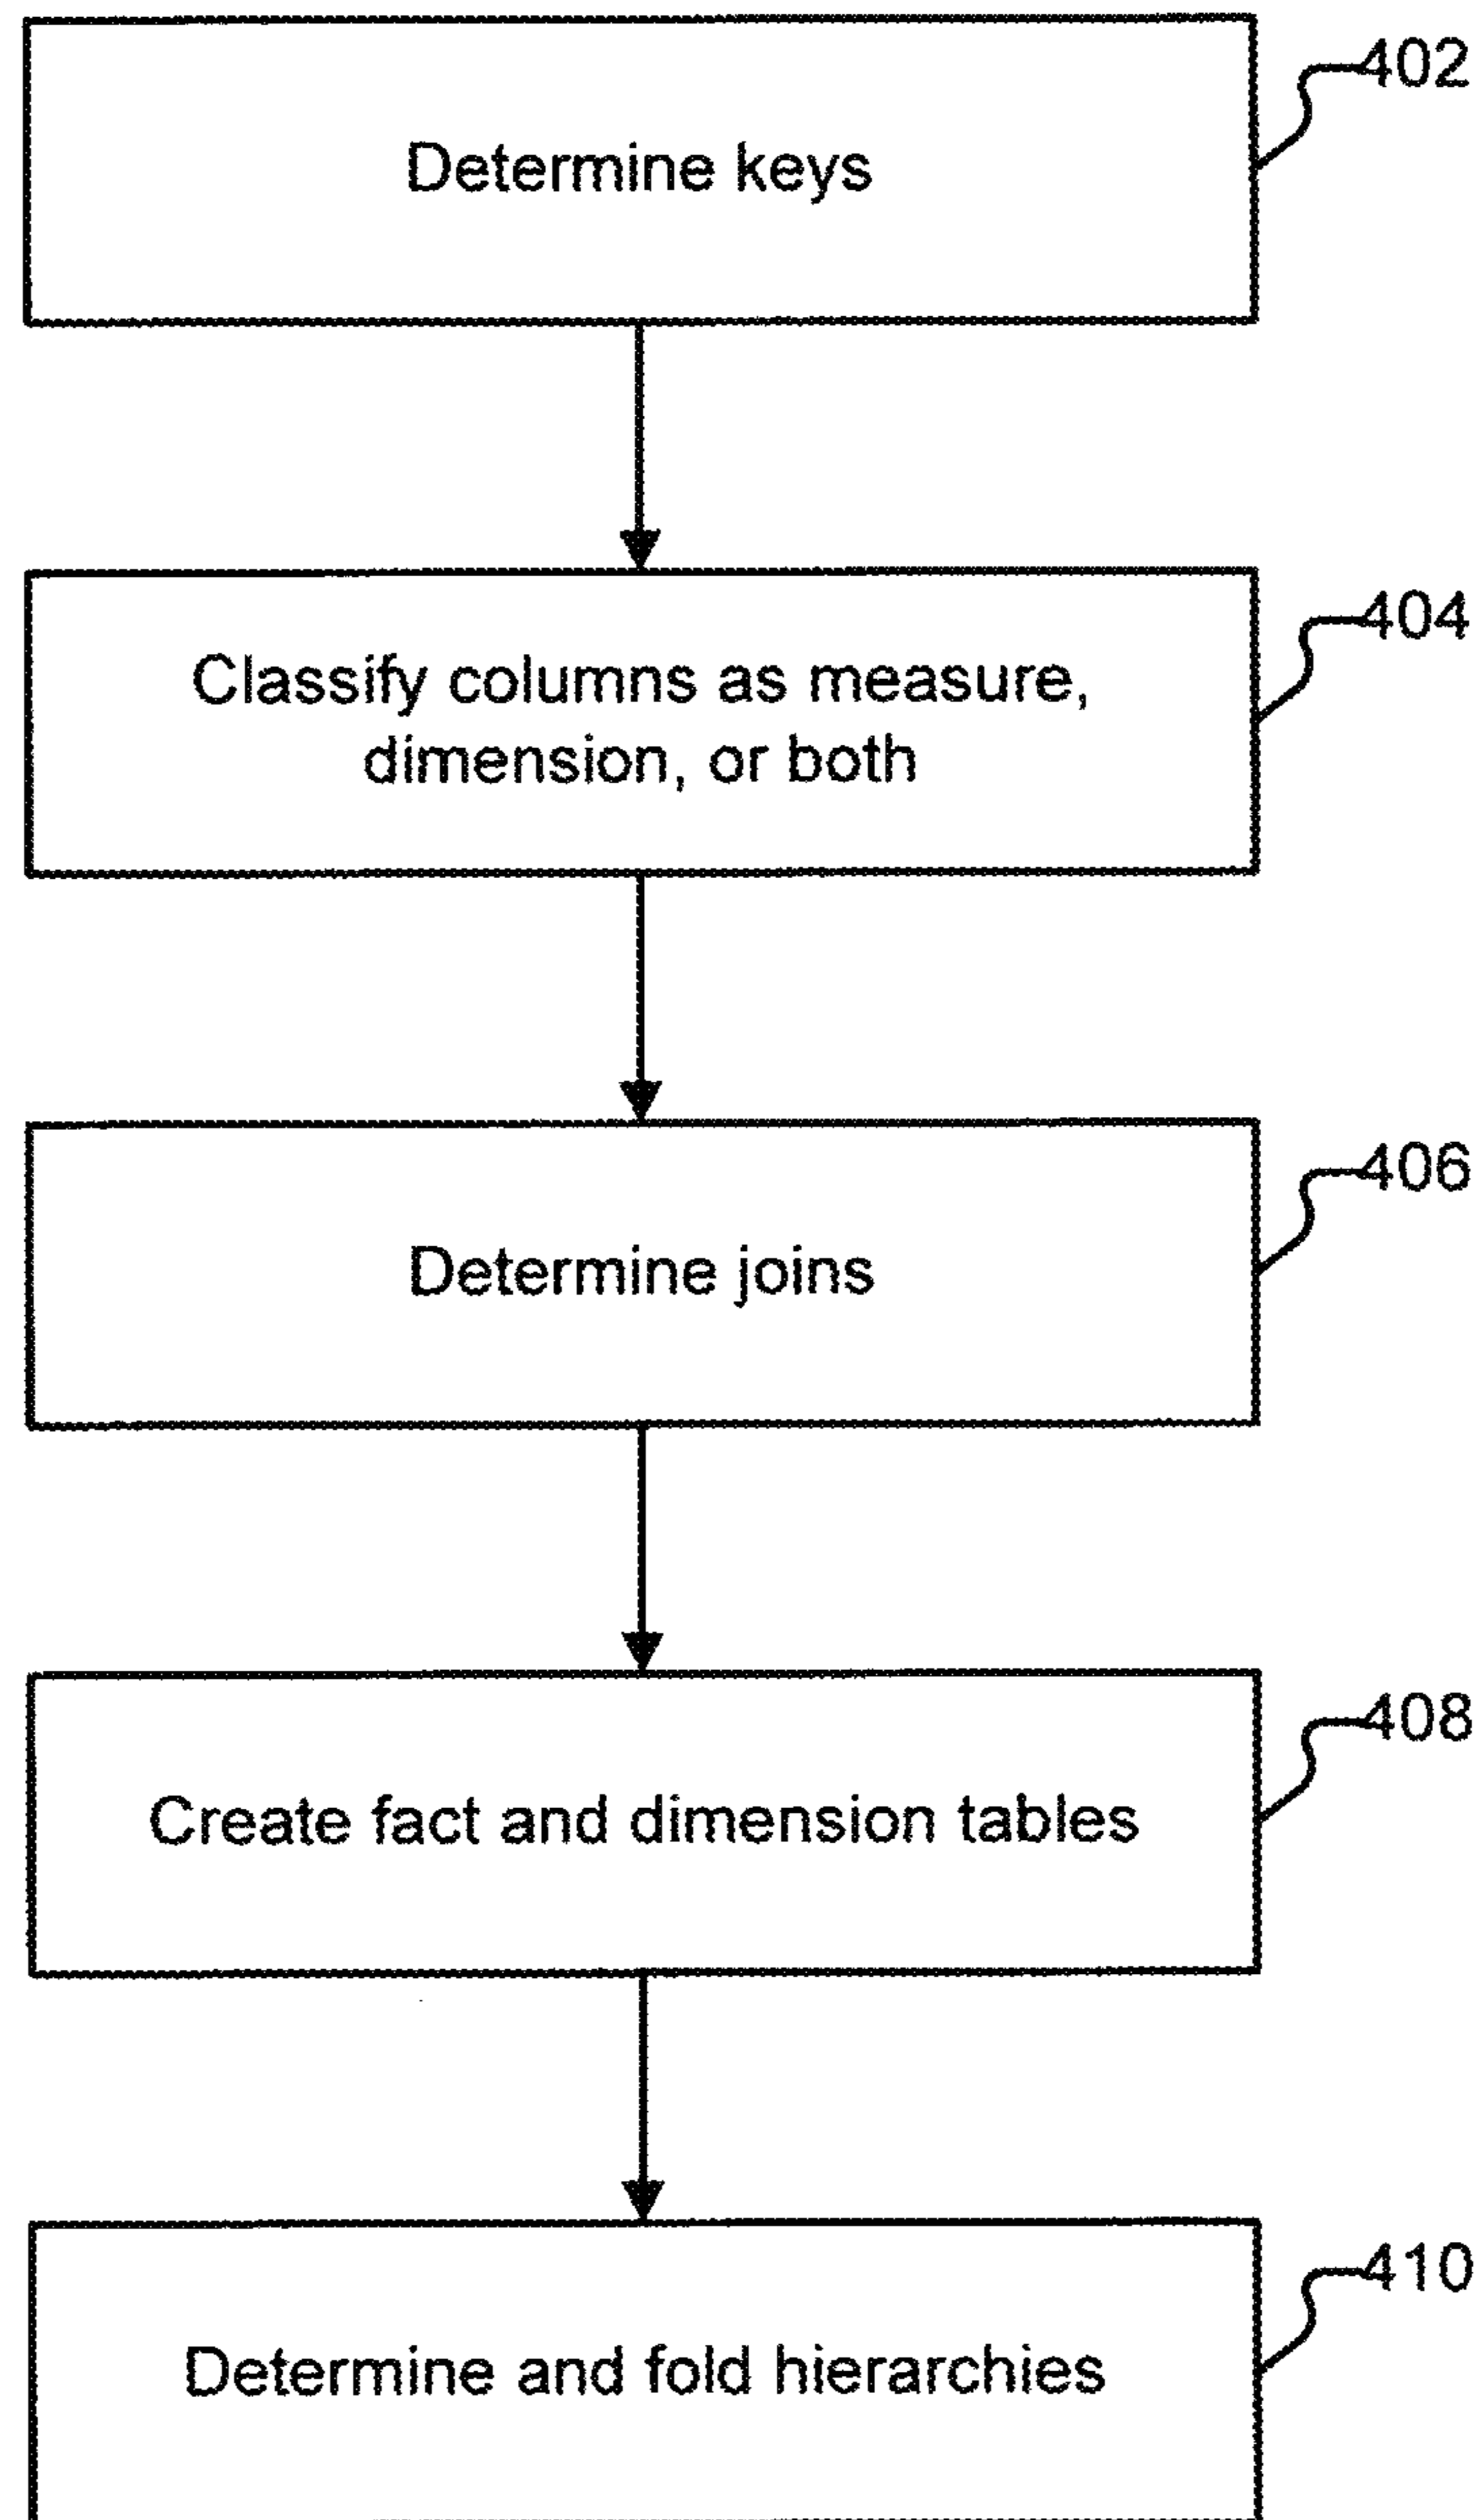 Determine keys
402
Classify columns as measure,
dimension, or both
404
Determine joins
406
Create fact and dimension tables
408
Determine and fold hierarchies
410